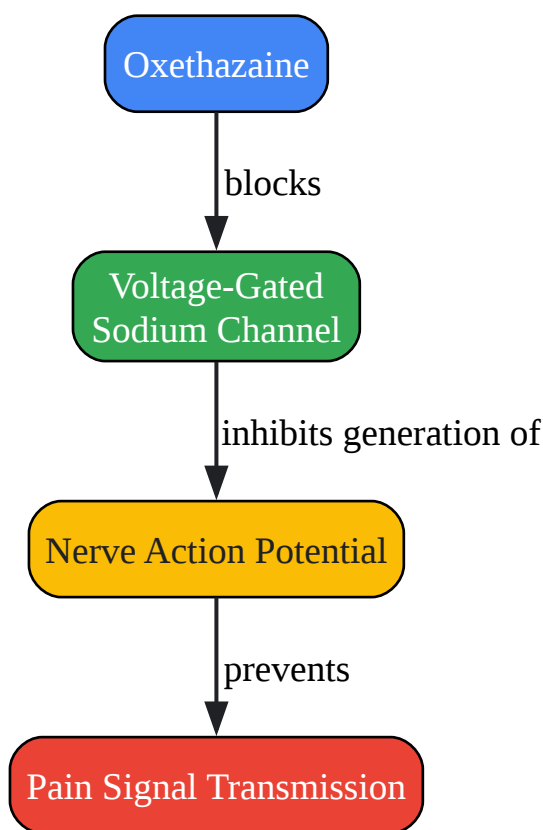 Oxethazaine
blocks
Voltage-Gated
Sodium Channel
inhibits generation of
Nerve Action Potential
prevents
Pain Signal Transmission